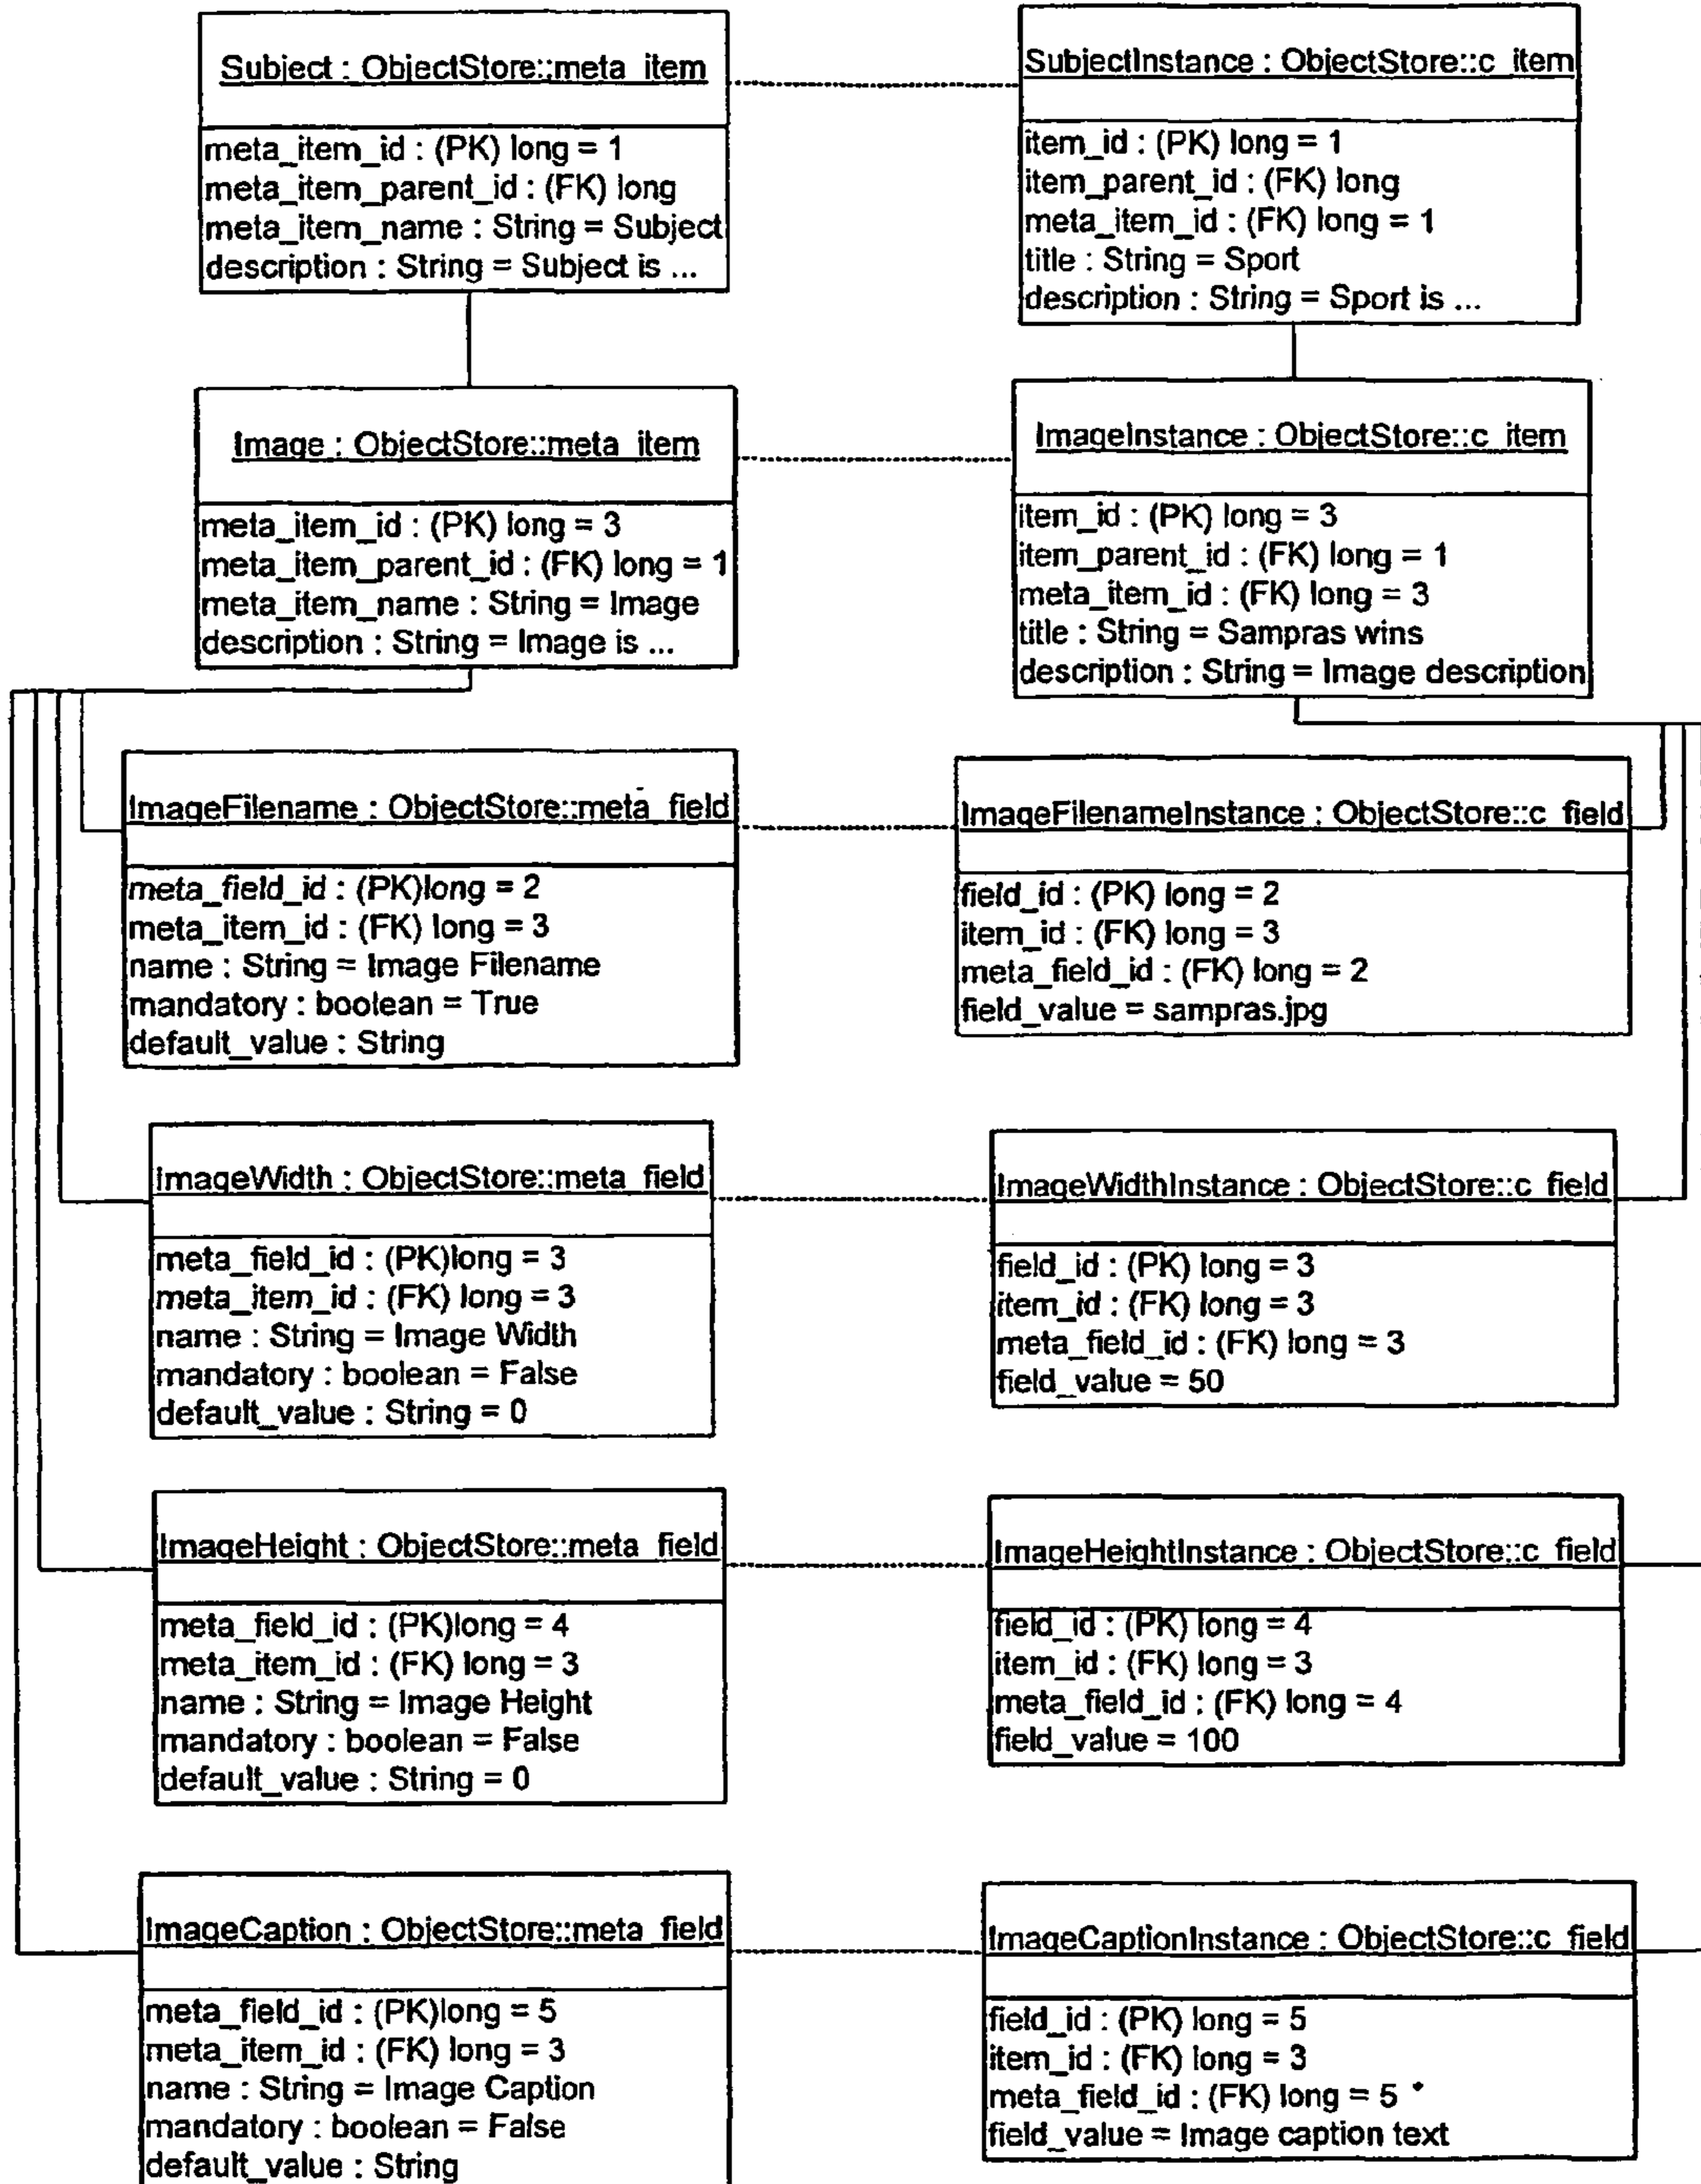 Subject : ObjectStore::meta_item
meta_item_id : (PK) long = 1
meta_item_parent_id : (FK) long
meta_item_name : String = Subject
description : String = Subject is ...
SubjectInstance : ObjectStore::c_item
item_id : (PK) long = 1
item_parent_id : (FK) long
meta_item_id : (FK) long = 1
title : String = Sport
description : String = Sport is ...
Image : ObjectStore::meta_item
meta_item_id : (PK) long = 3
meta_item_parent_id : (FK) long = 1
meta_item_name : String = Image
description : String = Image is ...
ImageInstance : ObjectStore::c_item
item_id : (PK) long = 3
item_parent_id : (FK) long = 1
meta_item_id : (FK) long = 3
title : String = Sampras wins
description : String = Image description
ImageFilename : ObjectStore::meta_field
meta_field_id : (PK)long = 2
meta_item_id : (FK) long = 3
name : String = Image Filename
mandatory : boolean = True
default_value : String
ImageFilenameInstance : ObjectStore::c_field
field_id : (PK) long = 2
item_id : (FK) long = 3
meta_field_id : (FK) long = 2
field_value = sampras.jpg
ImageWidth : ObjectStore::meta_field
meta_field_id : (PK)long = 3
meta_item_id : (FK) long = 3
name : String = Image Width
mandatory : boolean = False
default_value : String = 0
ImageWidthInstance : ObjectStore::c_field
field_id : (PK) long = 3
item_id : (FK) long = 3
meta_field_id : (FK) long = 3
field_value = 50
ImageHeight : ObjectStore::meta_field
meta_field_id : (PK)long = 4
meta_item_id : (FK) long = 3
name : String = Image Height
mandatory : boolean = False
default_value : String = 0
ImageHeightInstance : ObjectStore::c_field
field_id : (PK) long = 4
item_id : (FK) long = 3
meta_field_id : (FK) long = 4
field_value = 100
ImageCaption : ObjectStore::meta_field
meta_field_id : (PK)long = 5
meta_item_id : (FK) long = 3
name : String = Image Caption
mandatory : boolean = False
default_value : String
ImageCaptionInstance : ObjectStore::c_field
field_id : (PK) long = 5
item_id : (FK) long = 3
meta_field_id : (FK) long = 5
field_value = Image caption text